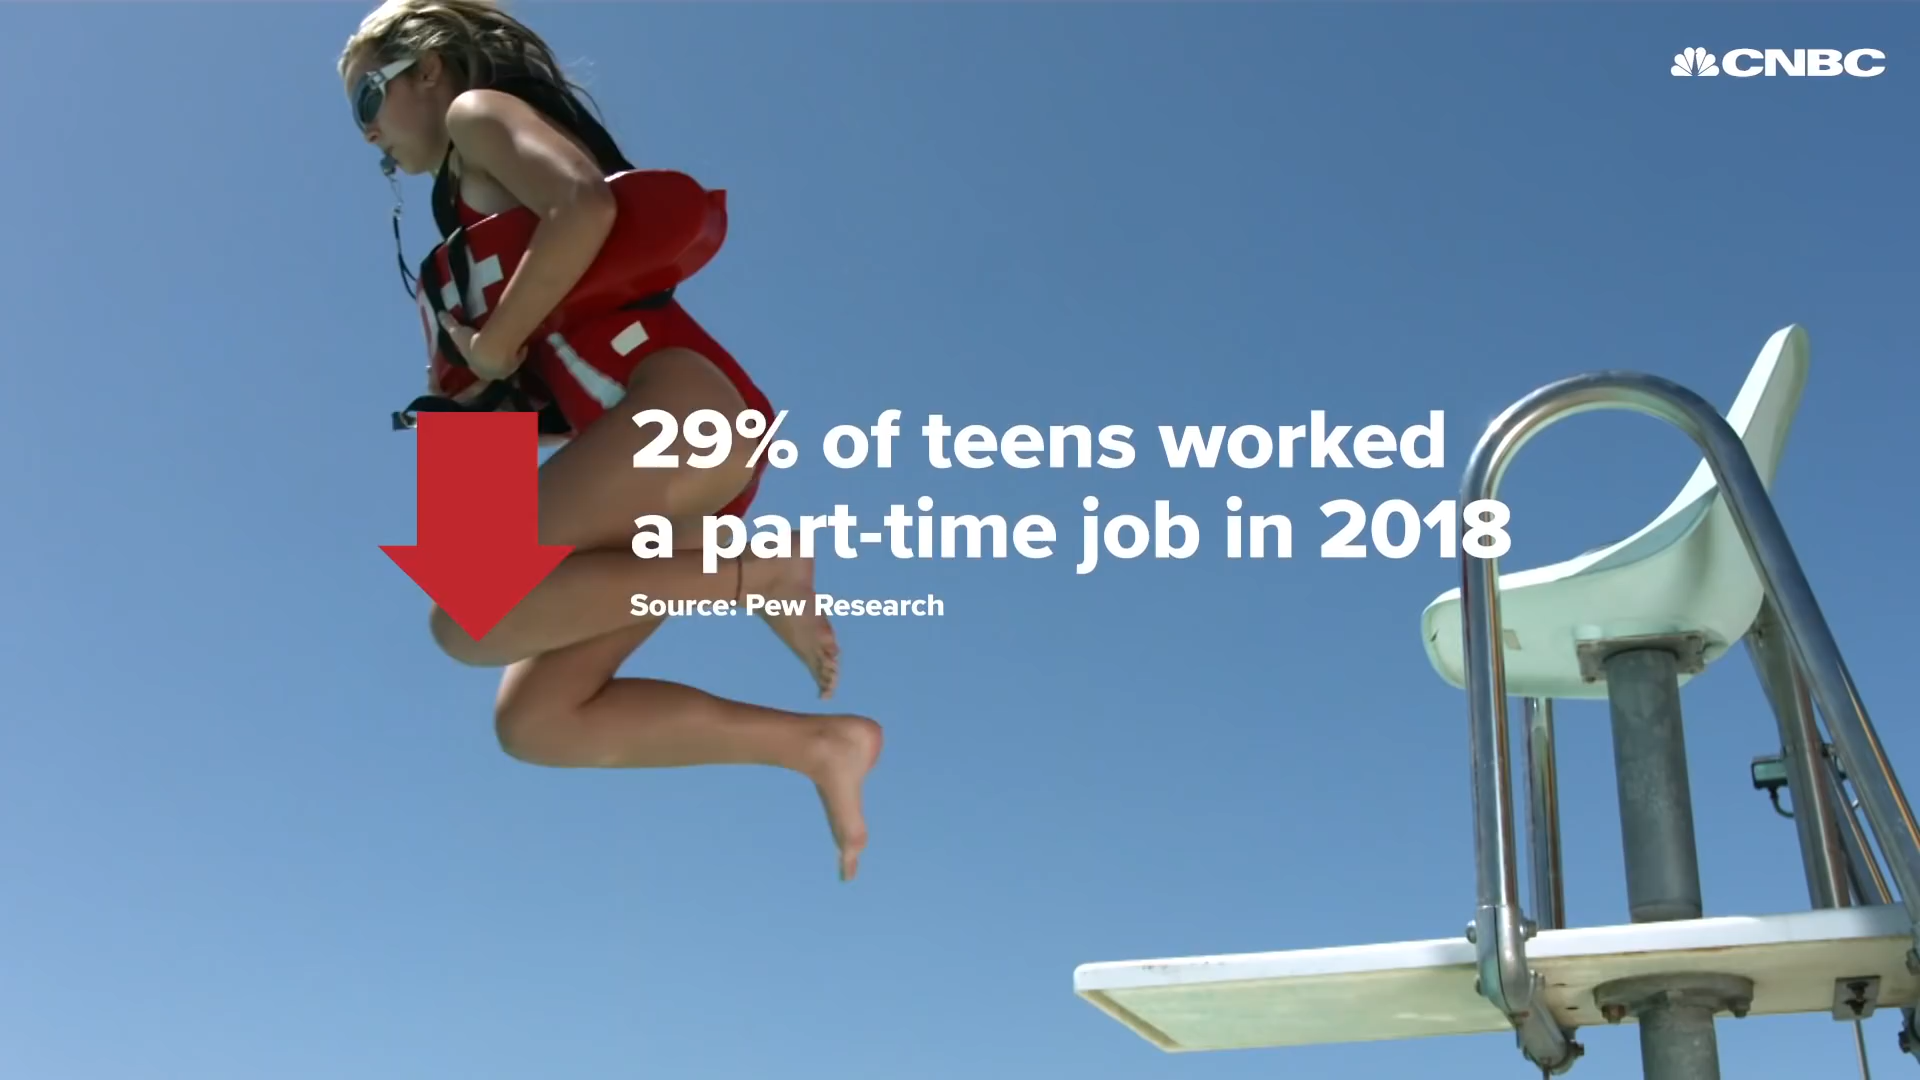 CNBC
29% of teens worked
a part-time job in 2018
Source: Pew Research